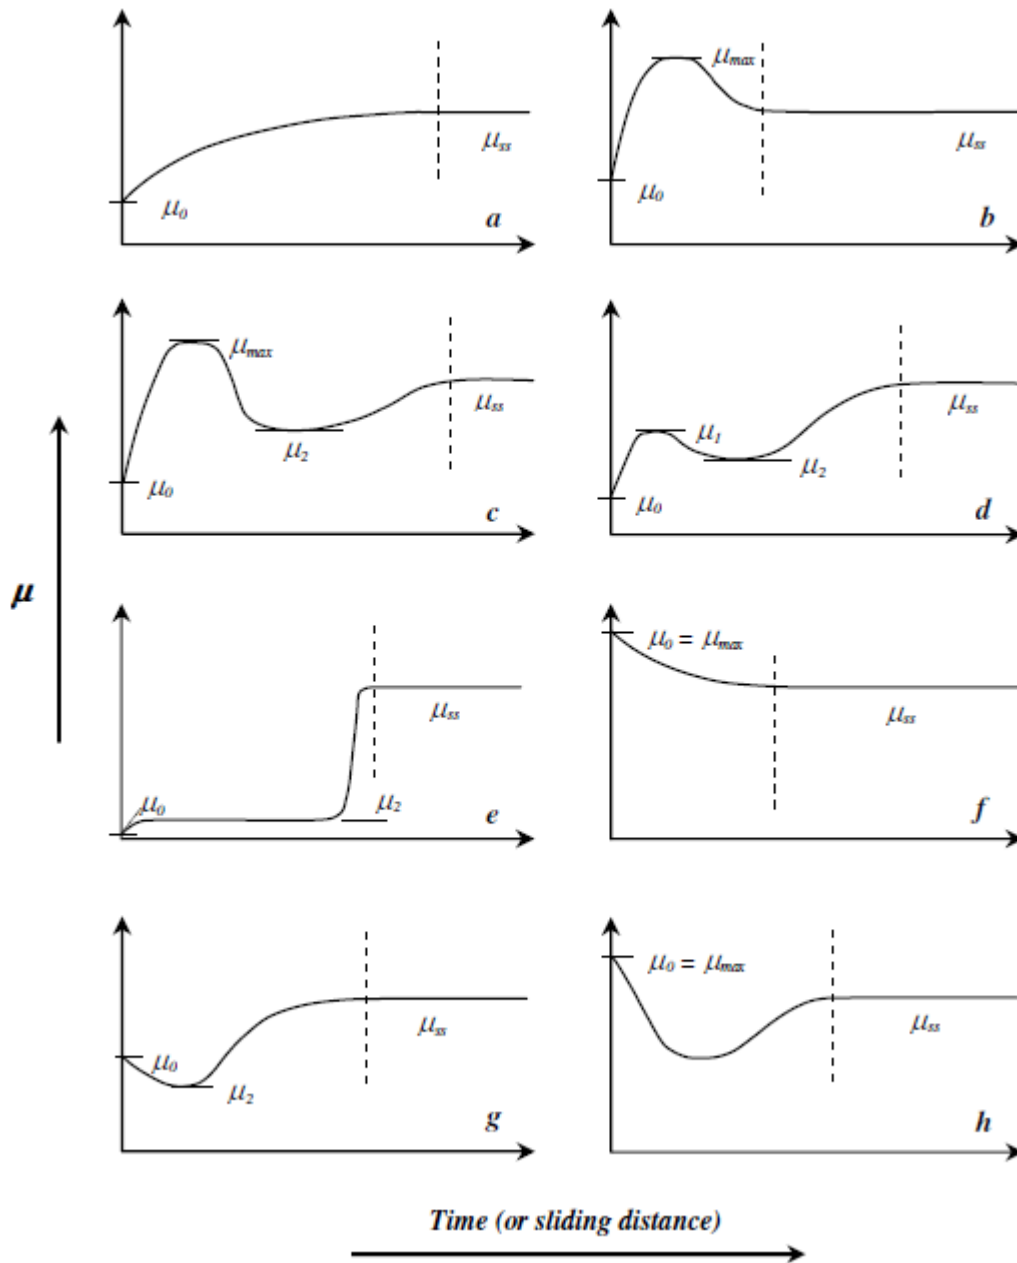 μmax
μss
μ0
a
μss
μ0
b
μmax
μss
μ2
μ0
c
μ1
μss
μ2
μ0
d
μ
μss
μ0
μ2
e
μ0 = μmax
μss
f
μ0
μss
μ2
g
μ0 = μmax
μss
h
Time (or sliding distance)